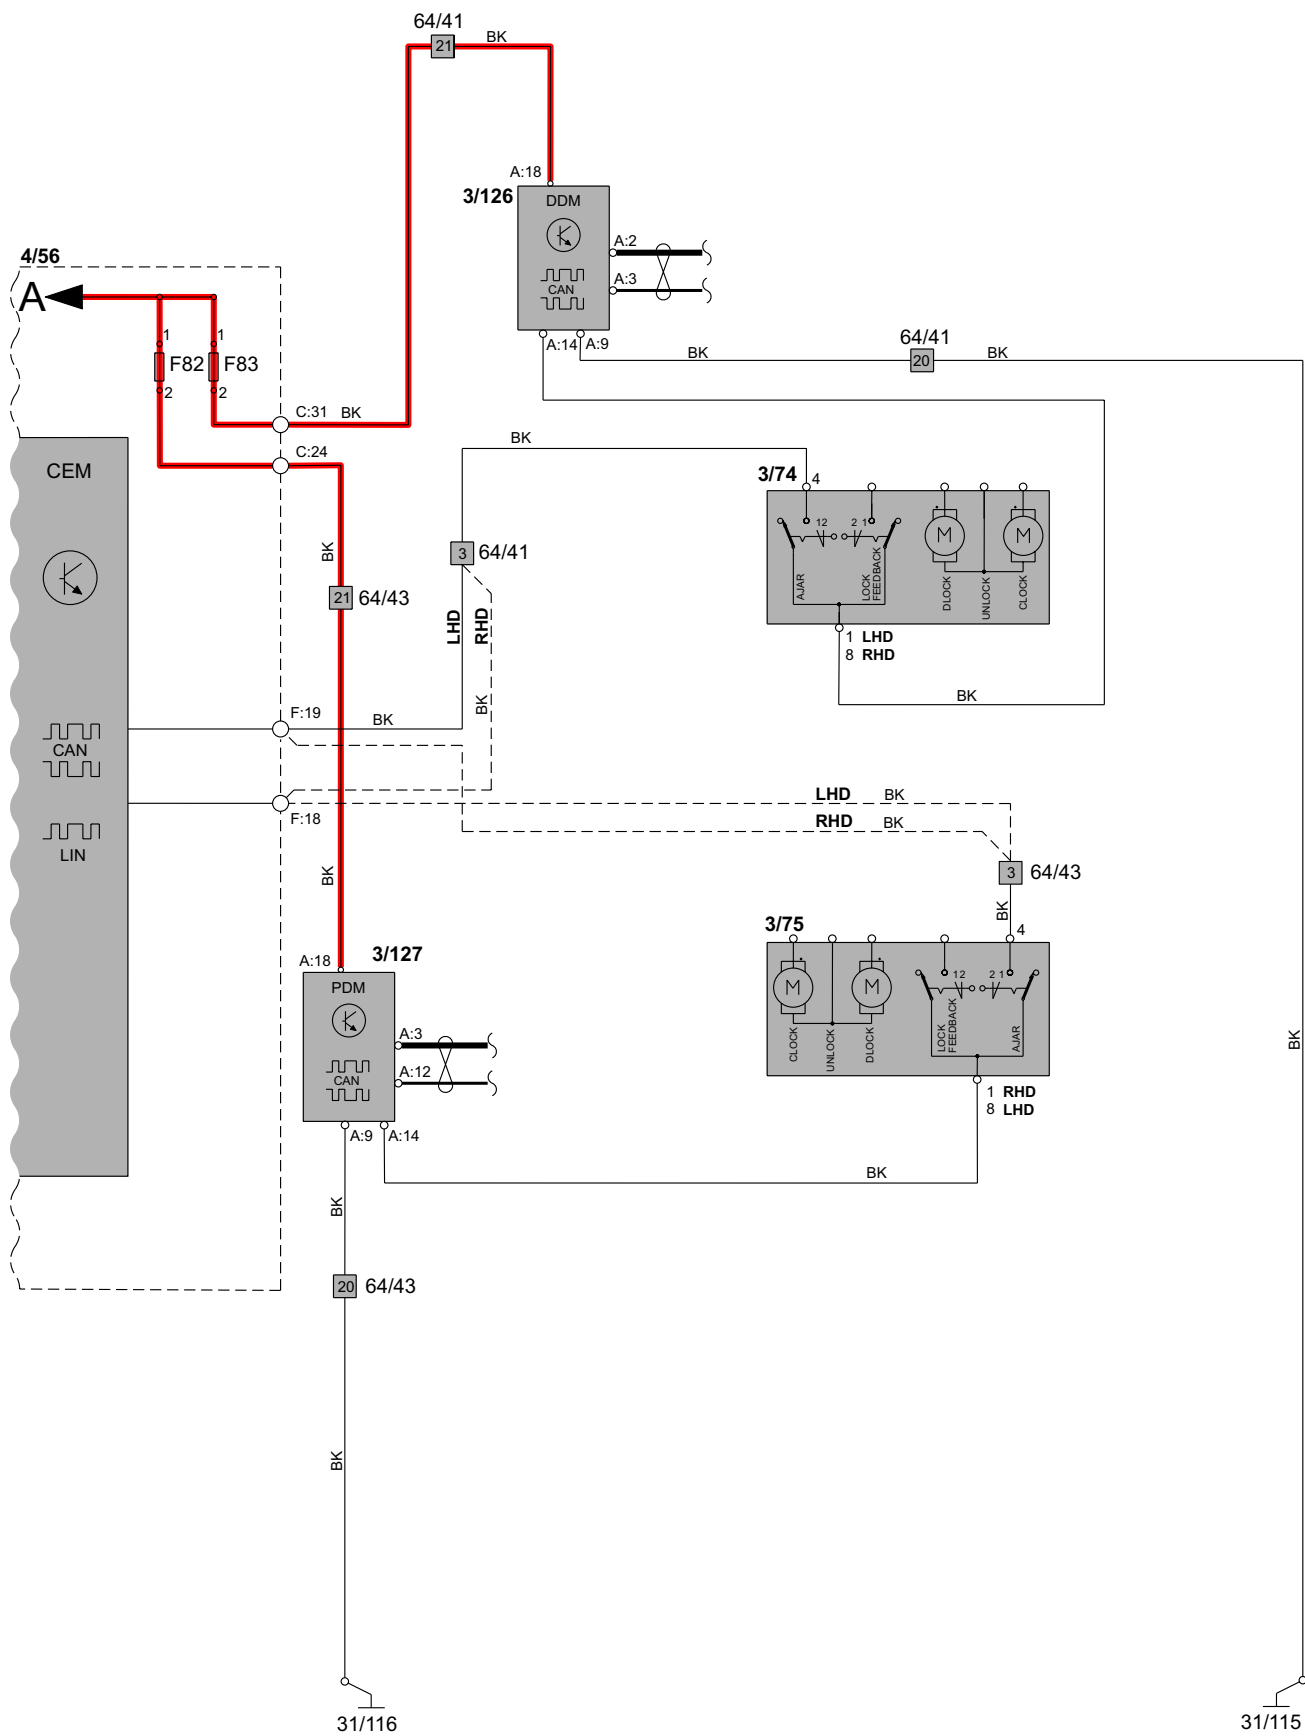 64/41
21
BK
A:18
3/126
DDM
A:2
4/56
A
A:3
CAN
1
1
F82
F83
2
2
A:14
A:9
64/41
BK
20
BK
C:31
BK
BK
C:24
CEM
3/74
4
12
2 1
M
M
BK
3
64/41
AJAR
LOCK
FEEDBACK
DLOCK
UNLOCK
CLOCK
21
64/43
LHD
RHD
1 LHD
8 RHD
BK
BK
F:19
BK
CAN
LHD
BK
F:18
RHD
BK
LIN
BK
3
64/43
BK
3/75
4
3/127
A:18
PDM
M
M
12
2 1
A:3
CLOCK
UNLOCK
DLOCK
LOCK
FEEDBACK
AJAR
BK
A:12
CAN
1 RHD
8 LHD
A:9
A:14
BK
BK
20
64/43
BK
31/116
31/115